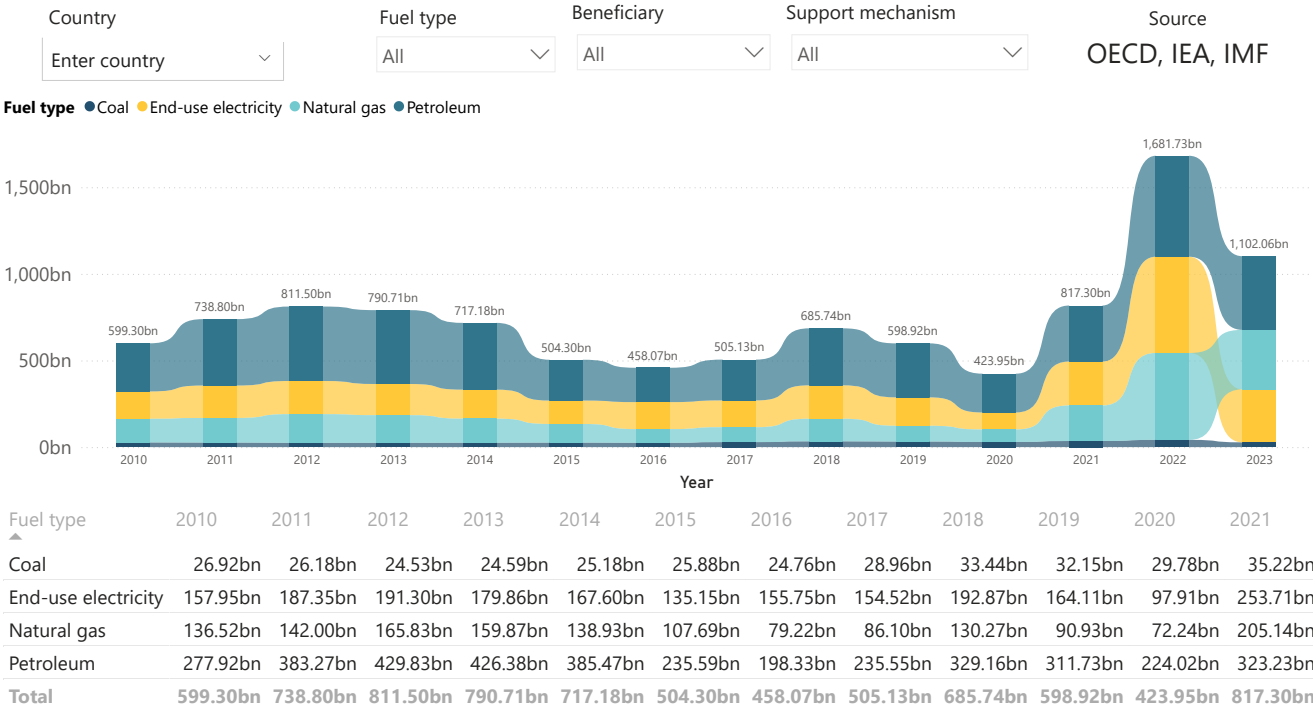 Country Fuel type Beneficiary Support mechanism Source
Enter country All All All OECD, IEA, IMF
Fuel type Coal End-use electricity Natural gas Petroleum
1,681.73bn
1,500bn
1,102.06bn
1,000bn
599.30bn 738.80bn 811.50bn 790.71bn 717.18bn 504.30bn 458.07bn 505.13bn 685.74bn 598.92bn 423.95bn 817.30bn
500bn
0bn
2010 2011 2012 2013 2014 2015 2016 2017 2018 2019 2020 2021 2022 2023
Year
Fuel type 2010 2011 2012 2013 2014 2015 2016 2017 2018 2019 2020 2021
Coal 26.92bn 26.18bn 24.53bn 24.59bn 25.18bn 25.88bn 24.76bn 28.96bn 33.44bn 32.15bn 29.78bn 35.22bn
End-use electricity 157.95bn 187.35bn 191.30bn 179.86bn 167.60bn 135.15bn 155.75bn 154.52bn 192.87bn 164.11bn 97.91bn 253.71bn
Natural gas 136.52bn 142.00bn 165.83bn 159.87bn 138.93bn 107.69bn 79.22bn 86.10bn 130.27bn 90.93bn 72.24bn 205.14bn
Petroleum 277.92bn 383.27bn 429.83bn 426.38bn 385.47bn 235.59bn 198.33bn 235.55bn 329.16bn 311.73bn 224.02bn 323.23bn
Total 599.30bn 738.80bn 811.50bn 790.71bn 717.18bn 504.30bn 458.07bn 505.13bn 685.74bn 598.92bn 423.95bn 817.30bn